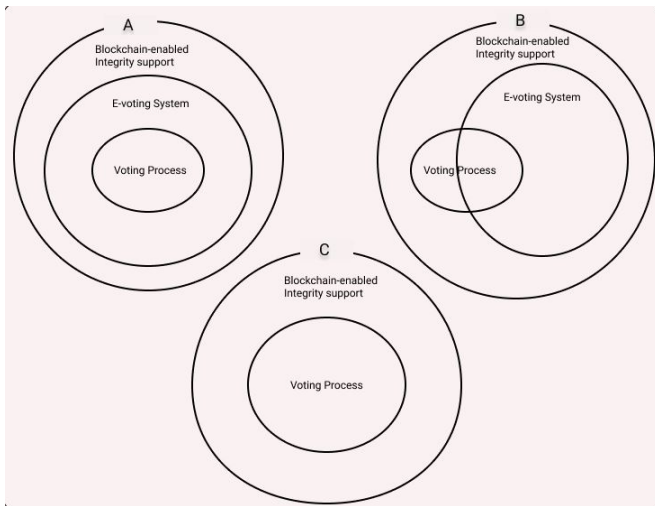 A
Blockchain-enabled
Integrity support
E-voting System
Voting Process
B
Blockchain-enabled
Integrity support
E-voting System
Voting Process
C
Blockchain-enabled
Integrity support
Voting Process